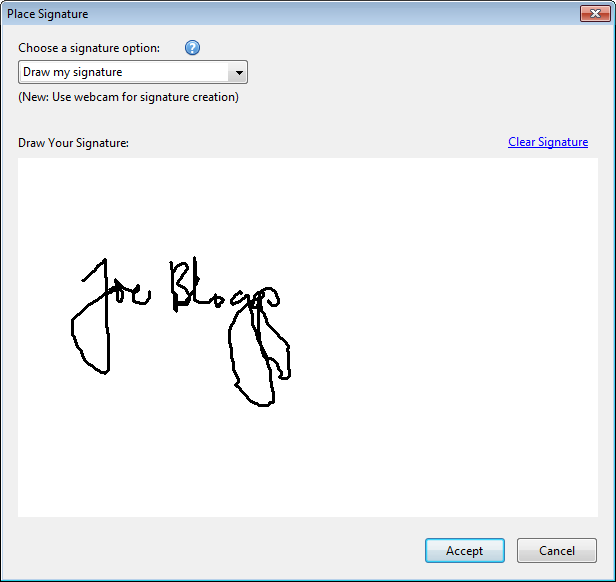 Place Signature
Choose a signature option: ?
Draw my signature
(New: Use webcam for signature creation)
Draw Your Signature: Clear Signature
Joe Bloggs
Accept Cancel